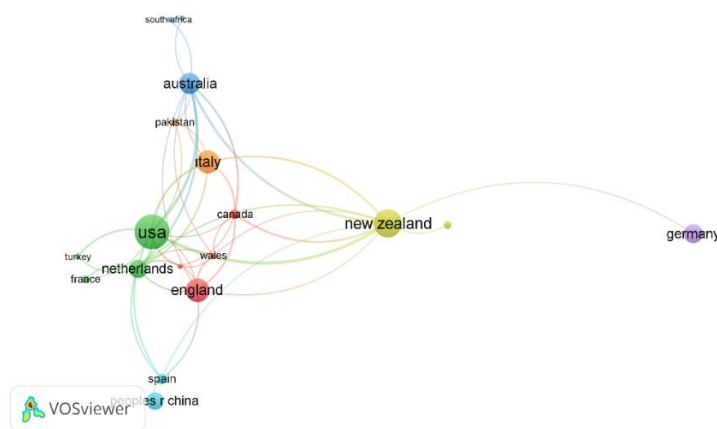 south africa
australia
pakistan
italy
canada
usa
new zealand
germany
wales
turkey
netherlands
france
england
spain
peoples r china
VOSviewer